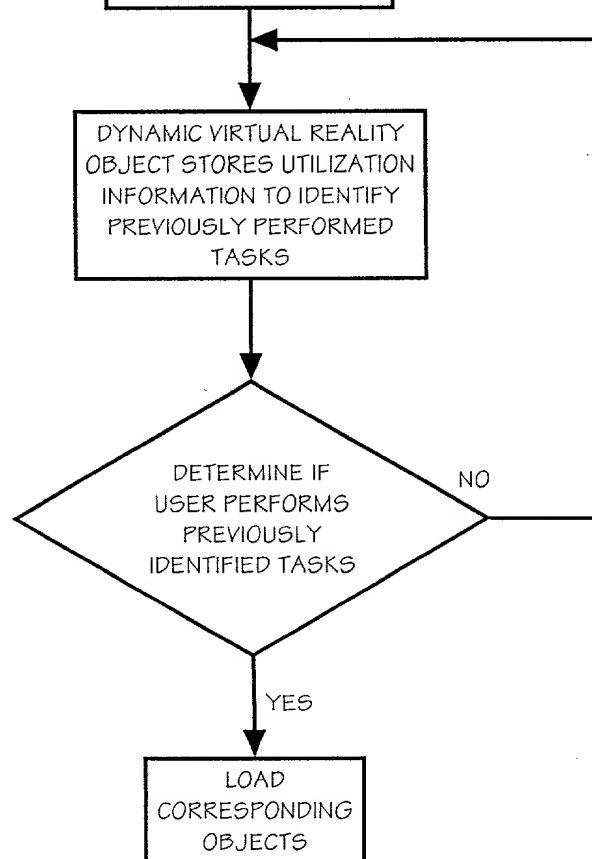 DYNAMIC VIRTUAL REALITY
OBJECT STORES UTILIZATION
INFORMATION TO IDENTIFY
PREVIOUSLY PERFORMED
TASKS
DETERMINE IF
USER PERFORMS
PREVIOUSLY
IDENTIFIED TASKS
NO
YES
LOAD
CORRESPONDING
OBJECTS